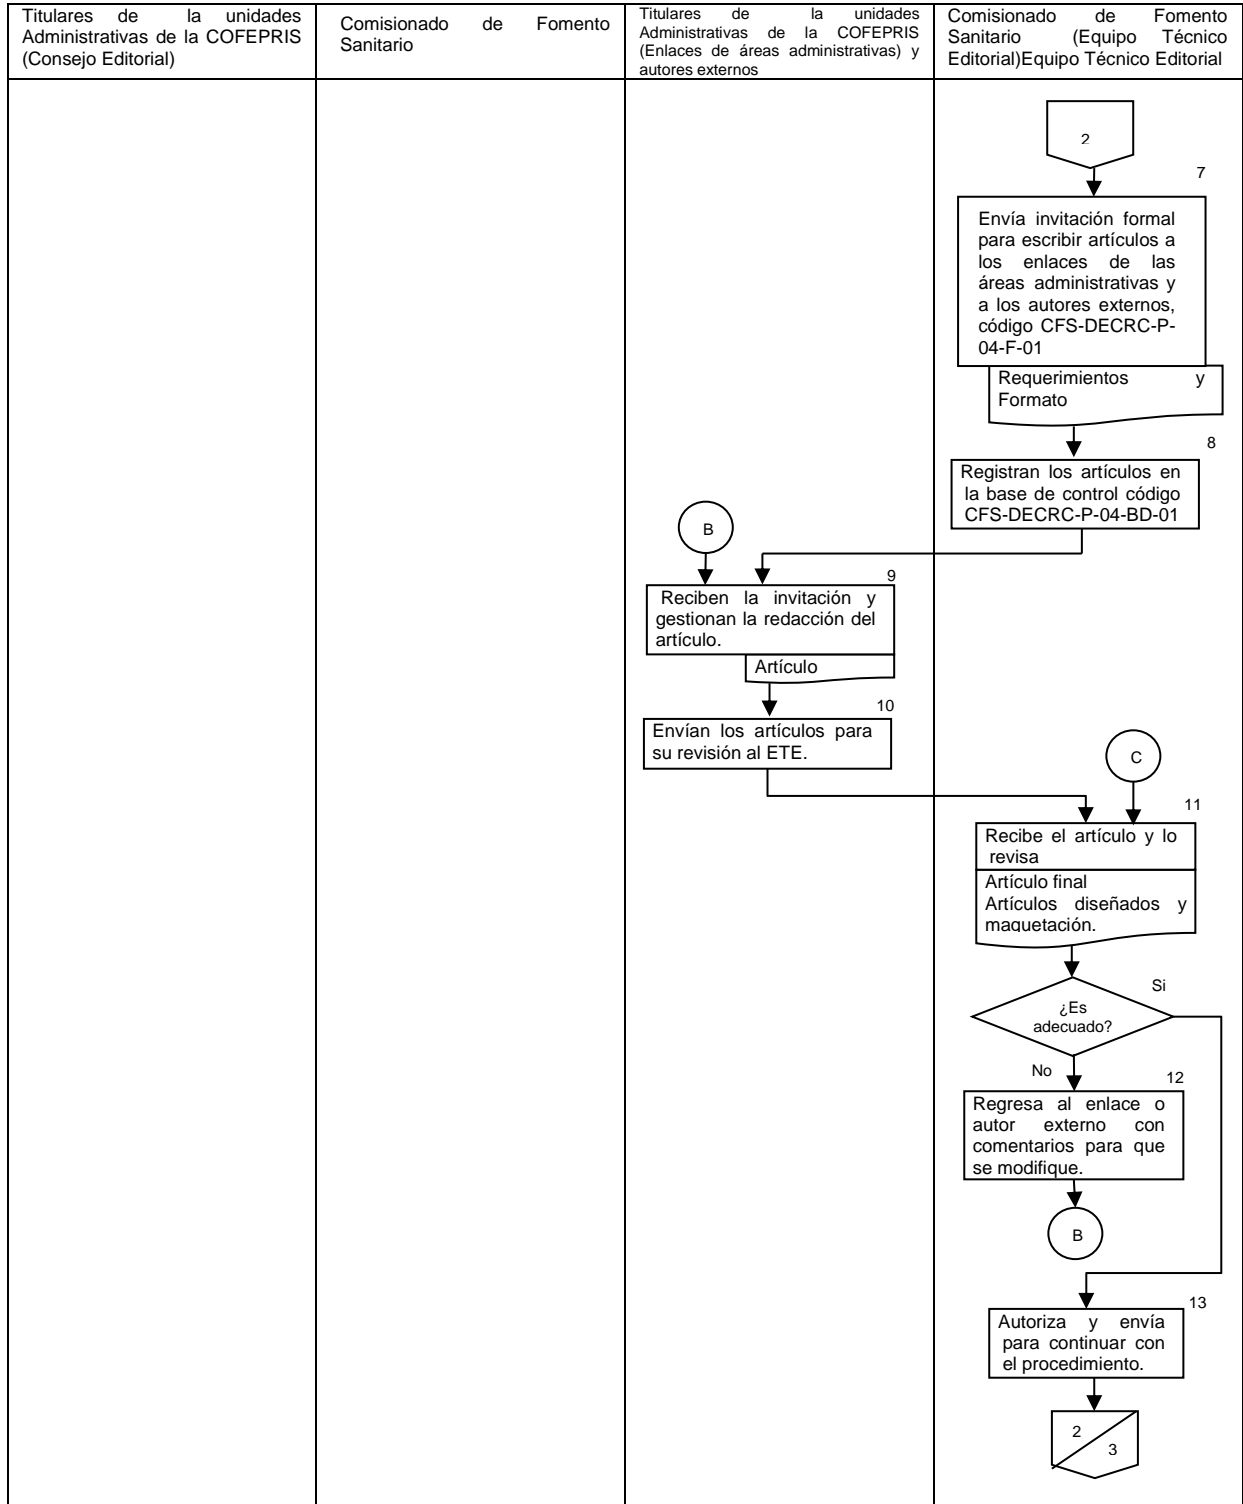 Titulares de la unidades
Administrativas de la COFEPRIS
(Consejo Editorial)
Comisionado de Fomento
Sanitario
Titulares de la unidades
Administrativas de la COFEPRIS
(Enlaces de áreas administrativas) y
autores externos
Comisionado de Fomento
Sanitario (Equipo Técnico
Editorial)Equipo Técnico Editorial
2
7
Envía invitación formal
para escribir artículos a
los enlaces de las
áreas administrativas y
a los autores externos,
código CFS-DECRC-P-
04-F-01
Requerimientos y
Formato
8
Registran los artículos en
la base de control código
CFS-DECRC-P-04-BD-01
B
9
Reciben la invitación y
gestionan la redacción del
artículo.
Artículo
10
Envían los artículos para
su revisión al ETE.
C
11
Recibe el artículo y lo
revisa
Artículo final
Artículos diseñados y
maquetación.
¿Es
adecuado?
Si
No
12
Regresa al enlace o
autor externo con
comentarios para que
se modifique.
B
13
Autoriza y envía
para continuar con
el procedimiento.
2
3